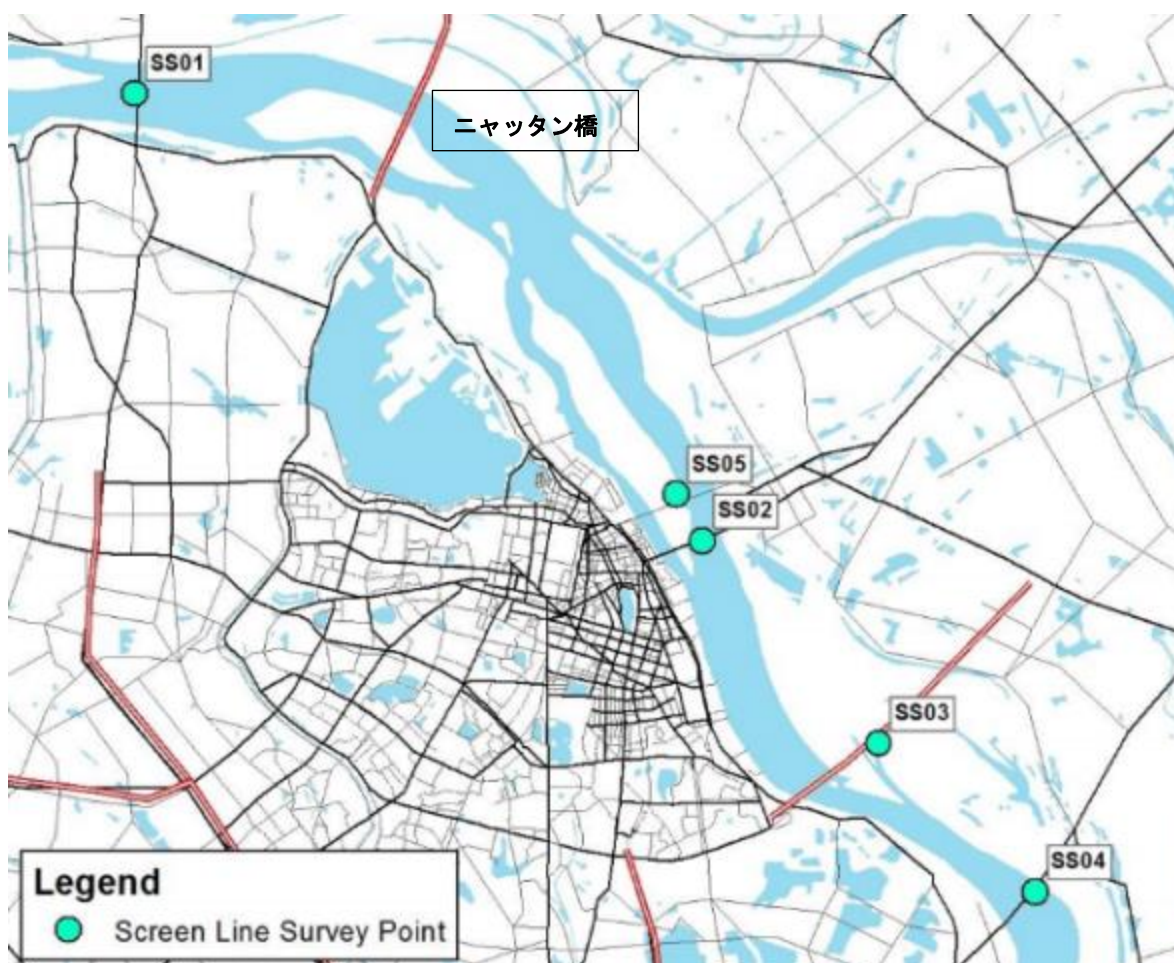 SS01
ニャッタン橋
SS05
SS02
SS03
SS04
Legend
Screen Line Survey Point